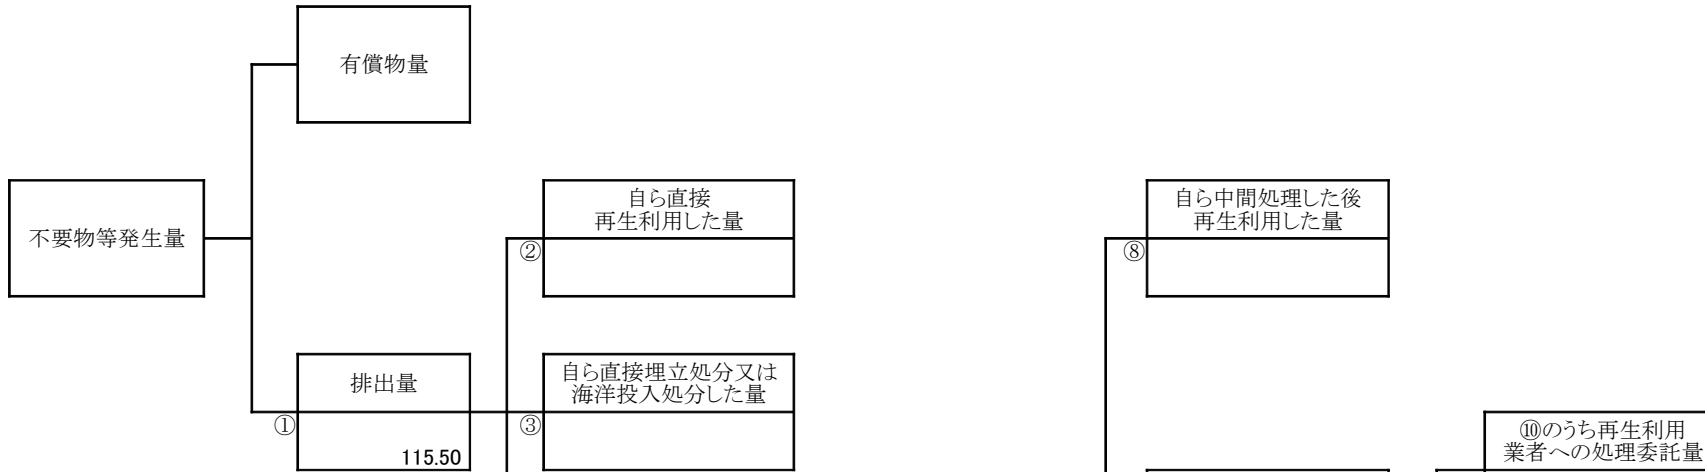 有償物量
不要物等発生量
自ら直接
再生利用した量
②
自ら中間処理した後
再生利用した量
⑧
排出量
①
115.50
自ら直接埋立処分又は
海洋投入処分した量
③
⑩のうち再生利用
業者への処理委託量